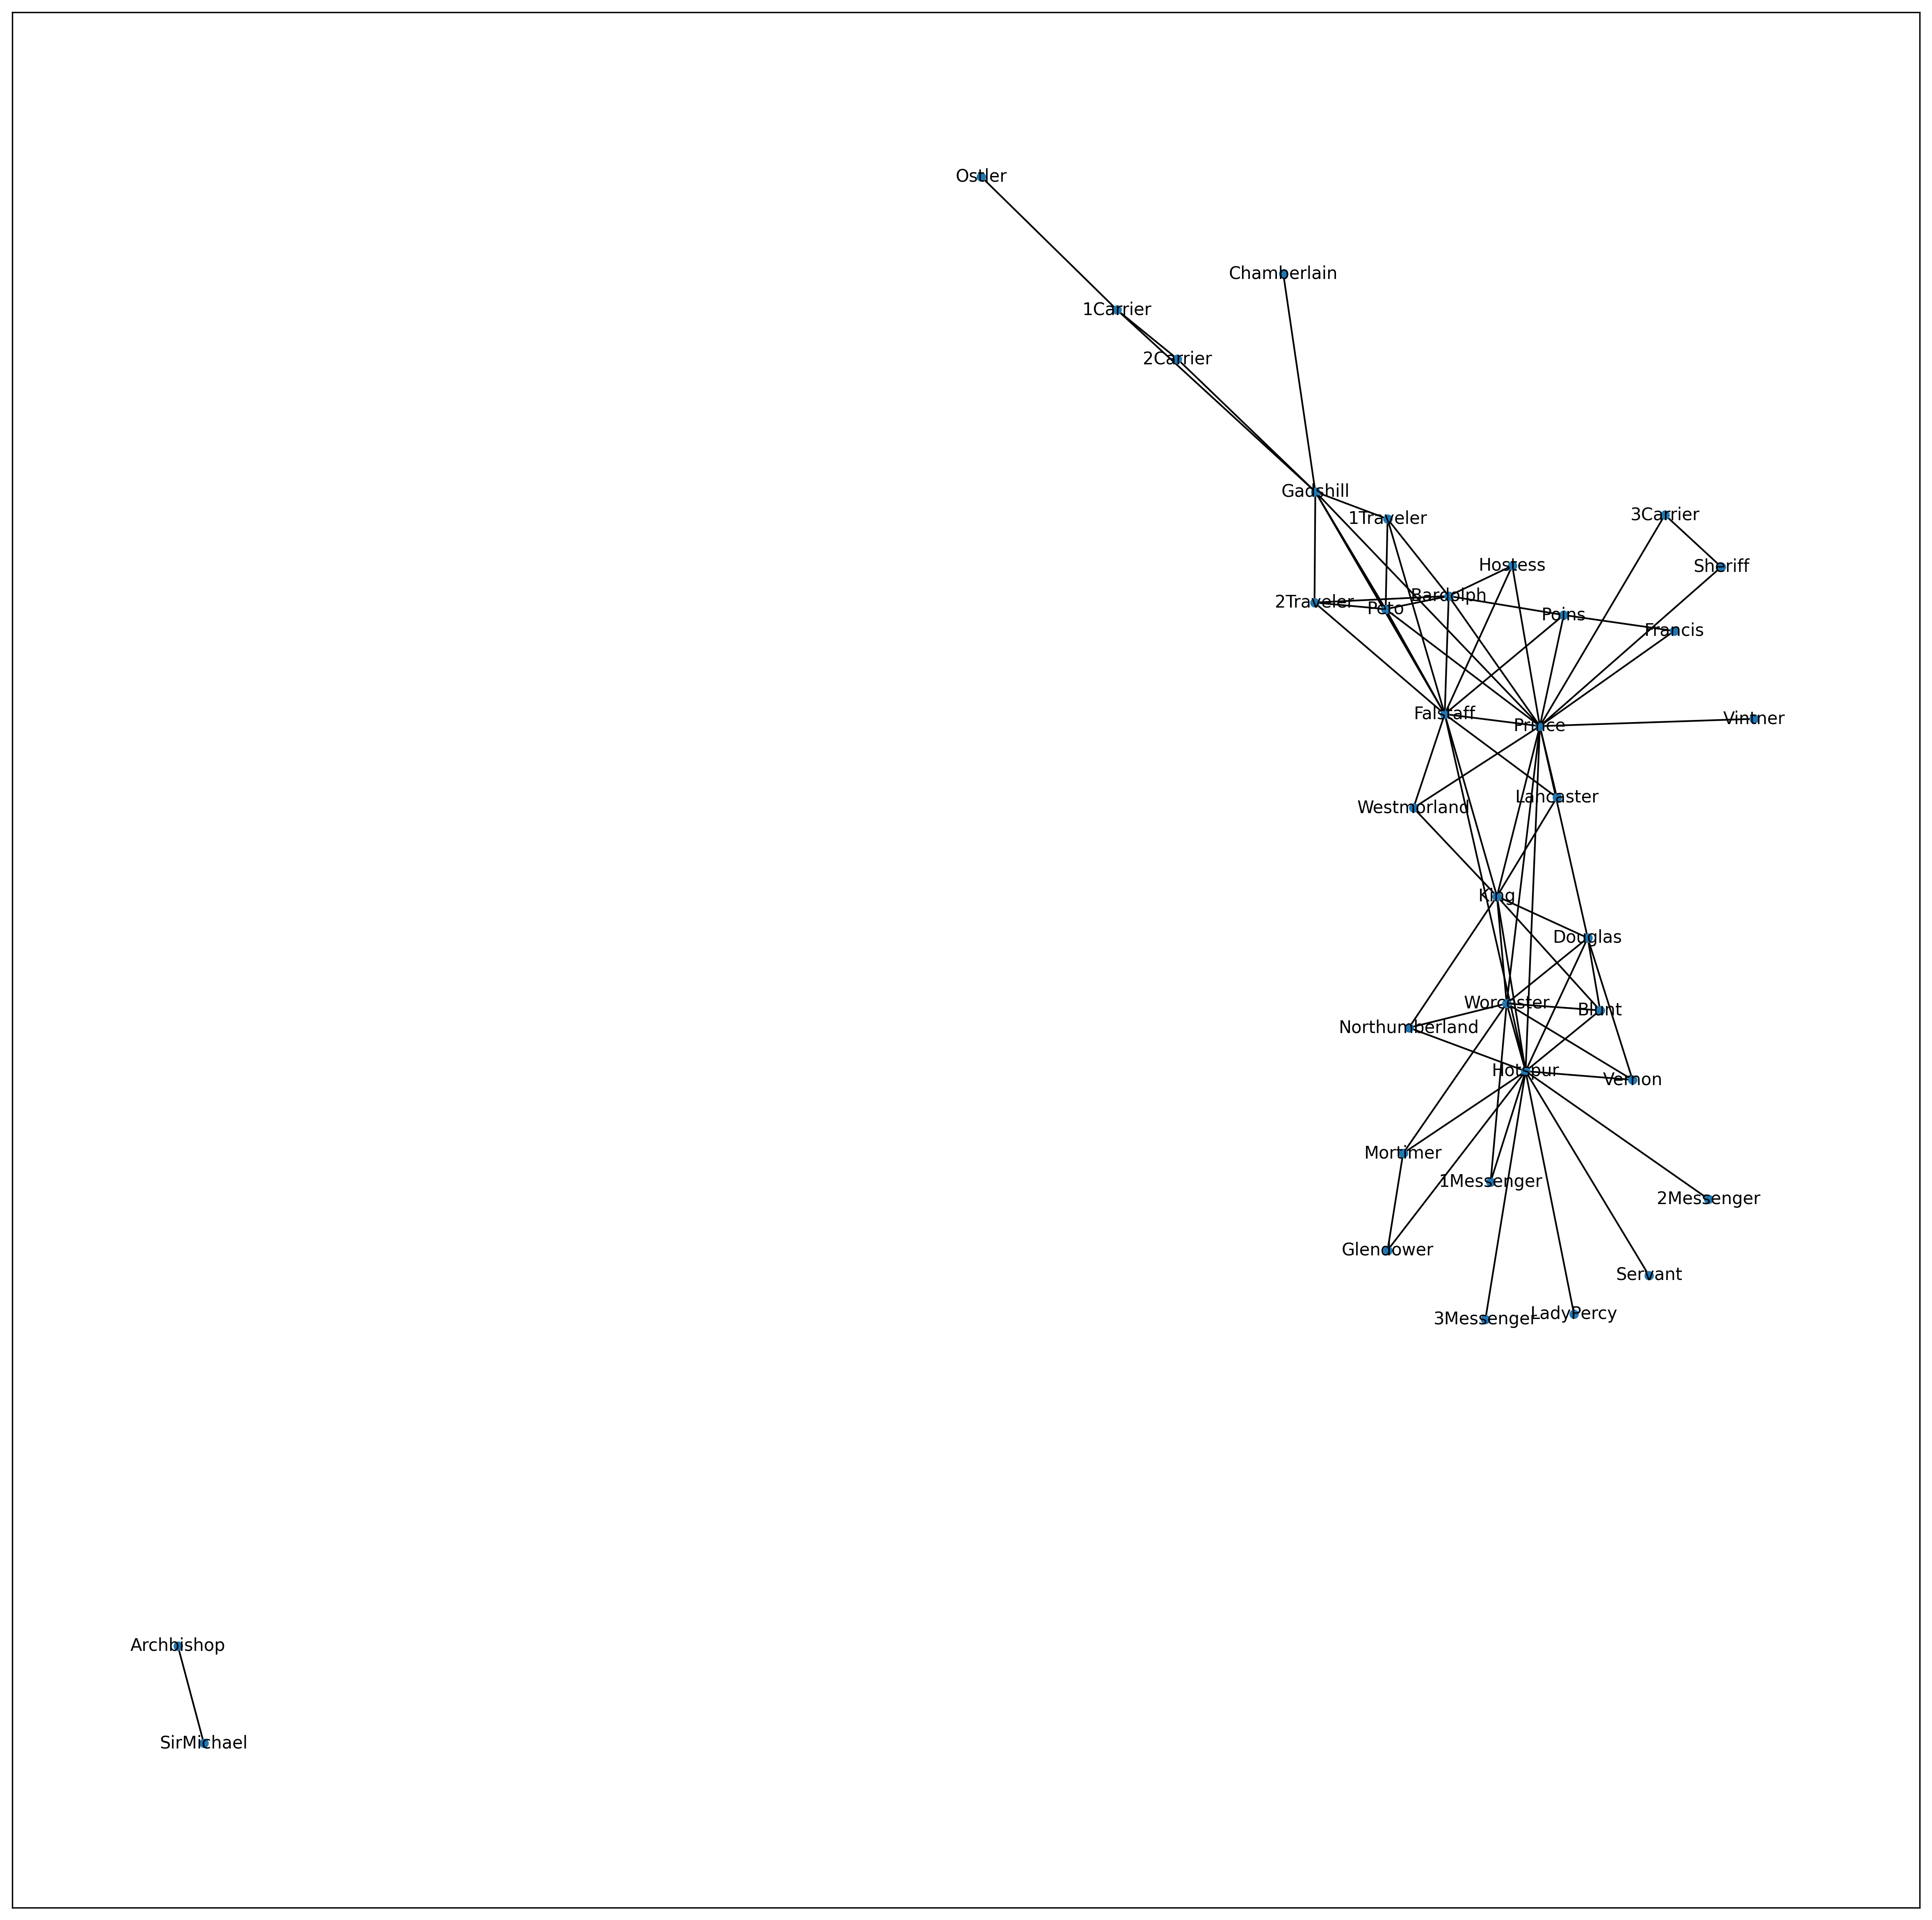 Ostler
Chamberlain
1Carrier
2Carrier
Gadshill
1Traveler
3Carrier
Hostess
Sheriff
2Traveler
Peto
Bardolph
Poins
Francis
Falstaff
Prince
Vintner
Westmorland
Lancaster
King
Douglas
Worcester
Blunt
Northumberland
Hotspur
Vernon
Mortimer
1Messenger
2Messenger
Glendower
Servant
3Messenger
LadyPercy
Archbishop
SirMichael